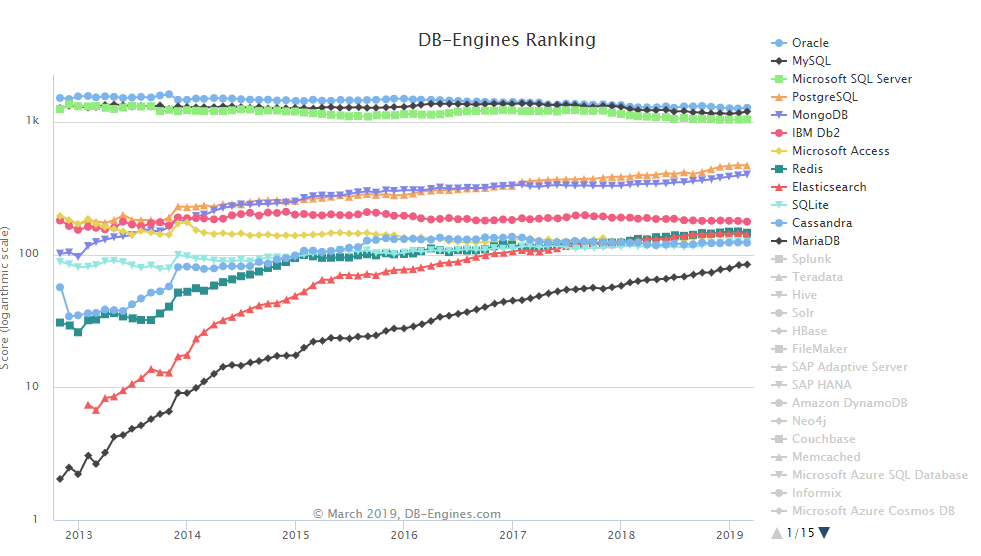 DB-Engines Ranking
Score (logarithmic scale)
1k
100
10
1
2013
2014
2015
2016
2017
2018
2019
© March 2019, DB-Engines.com
Oracle
MySQL
Microsoft SQL Server
PostgreSQL
MongoDB
IBM Db2
Microsoft Access
Redis
Elasticsearch
SQLite
Cassandra
MariaDB
Splunk
Teradata
Hive
Solr
HBase
FileMaker
SAP Adaptive Server
SAP HANA
Amazon DynamoDB
Neo4j
Couchbase
Memcached
Microsoft Azure SQL Database
Informix
Microsoft Azure Cosmos DB
1/15